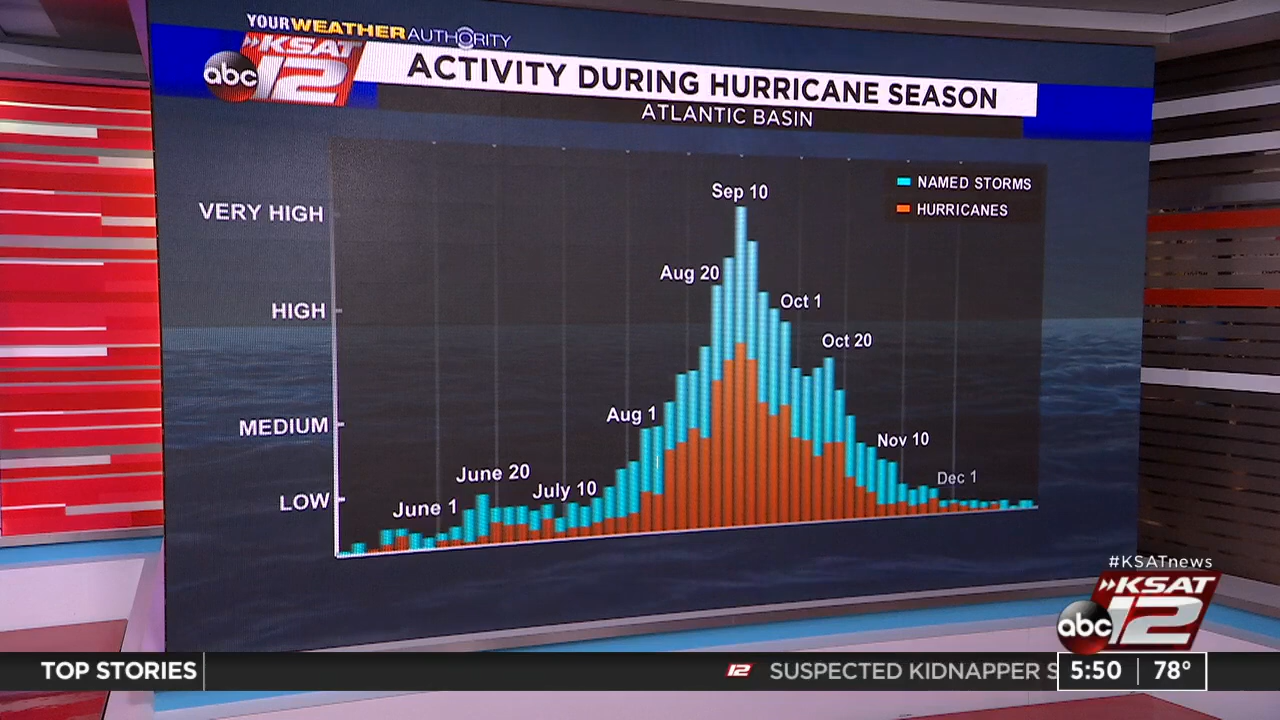 YOUR WEATHER AUTHORITY
KSAT
abc 12
ACTIVITY DURING HURRICANE SEASON
ATLANTIC BASIN
NAMED STORMS
HURRICANES
VERY HIGH
HIGH
MEDIUM
LOW
June 1
June 20
July 10
Aug 1
Aug 20
Sep 10
Oct 1
Oct 20
Nov 10
Dec 1
#KSATnews
KSAT
abc 12
TOP STORIES
12 SUSPECTED KIDNAPPER S
5:50 78°